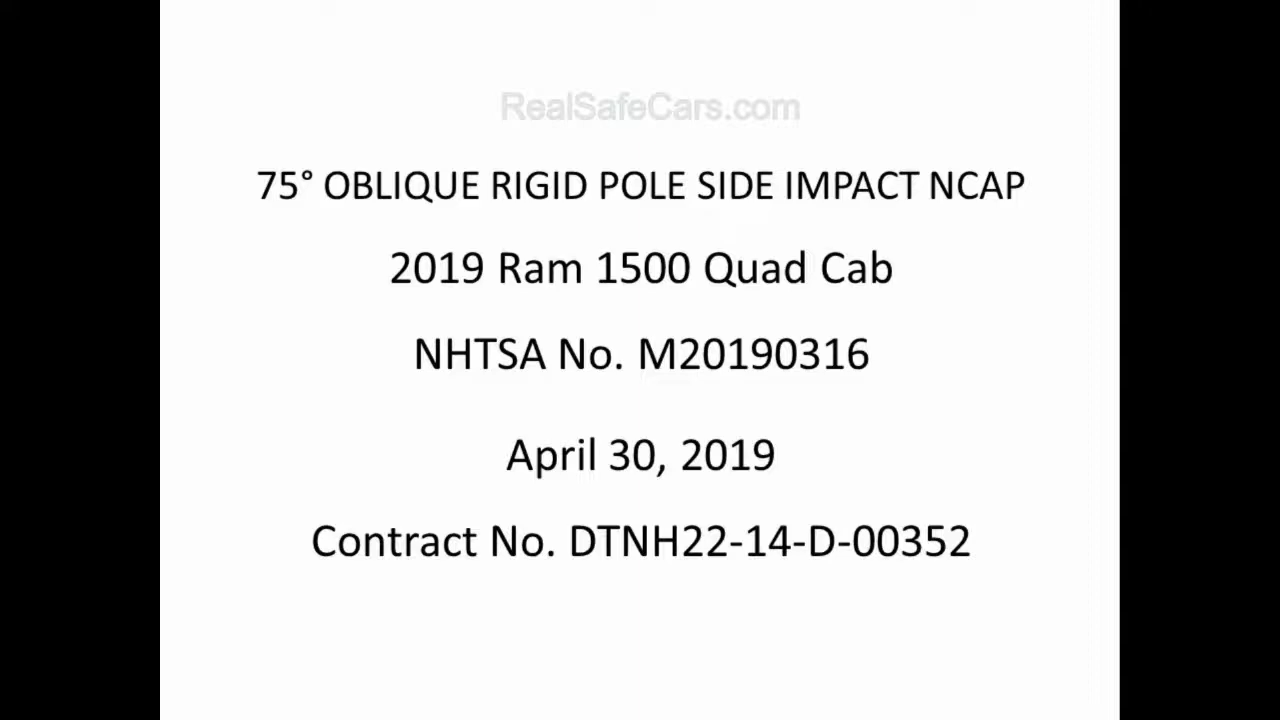 RealSafeCars.com
75° OBLIQUE RIGID POLE SIDE IMPACT NCAP
2019 Ram 1500 Quad Cab
NHTSA No. M20190316
April 30, 2019
Contract No. DTNH22-14-D-00352